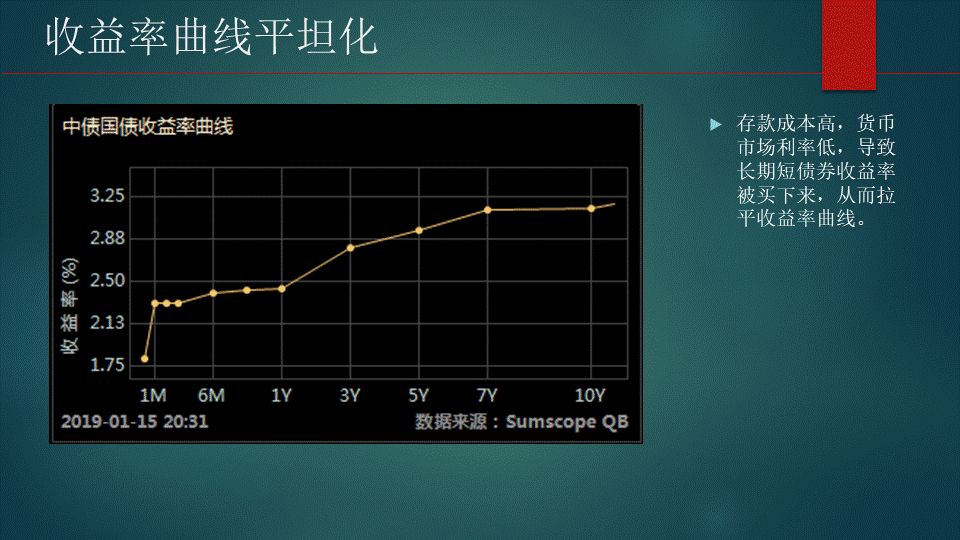 收益率曲线平坦化
中债国债收益率曲线
3.25
2.88
2.50
2.13
1.75
收益率(%)
1M 6M 1Y 3Y 5Y 7Y 10Y
2019-01-15 20:31 数据来源：Sumscope QB
存款成本高，货币
市场利率低，导致
长期短债券收益率
被买下来，从而拉
平收益率曲线。